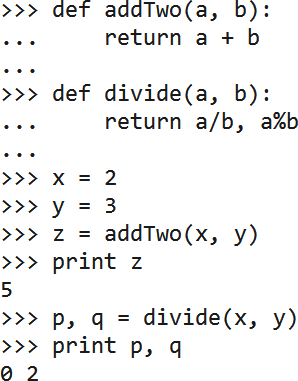 >>> def addTwo(a, b):
...     return a + b
...
>>> def divide(a, b):
...     return a/b, a%b
...
>>> x = 2
>>> y = 3
>>> z = addTwo(x, y)
>>> print z
5
>>> p, q = divide(x, y)
>>> print p, q
0 2